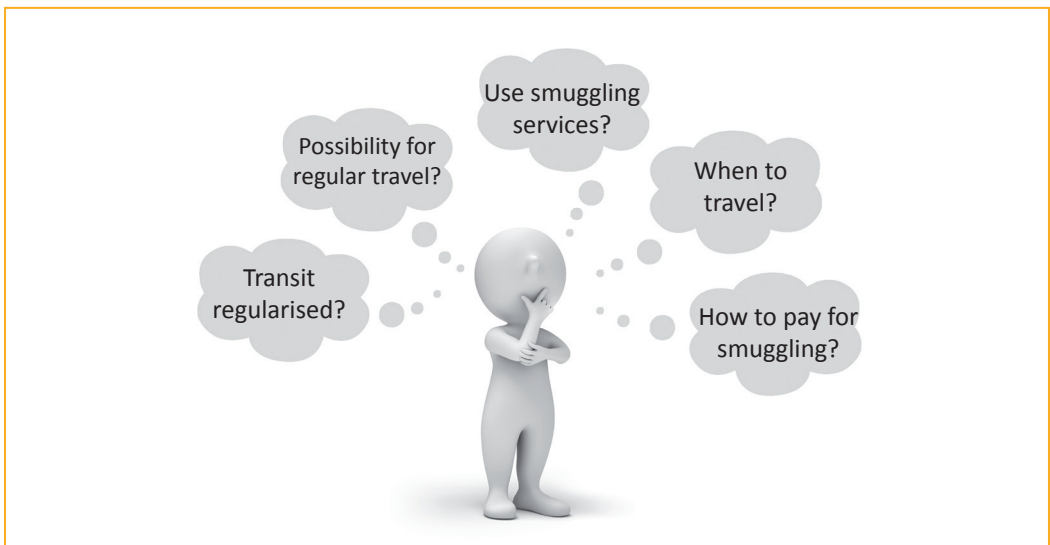 Transit
regularised?
Possibility for
regular travel?
Use smuggling
services?
When to
travel?
How to pay for
smuggling?